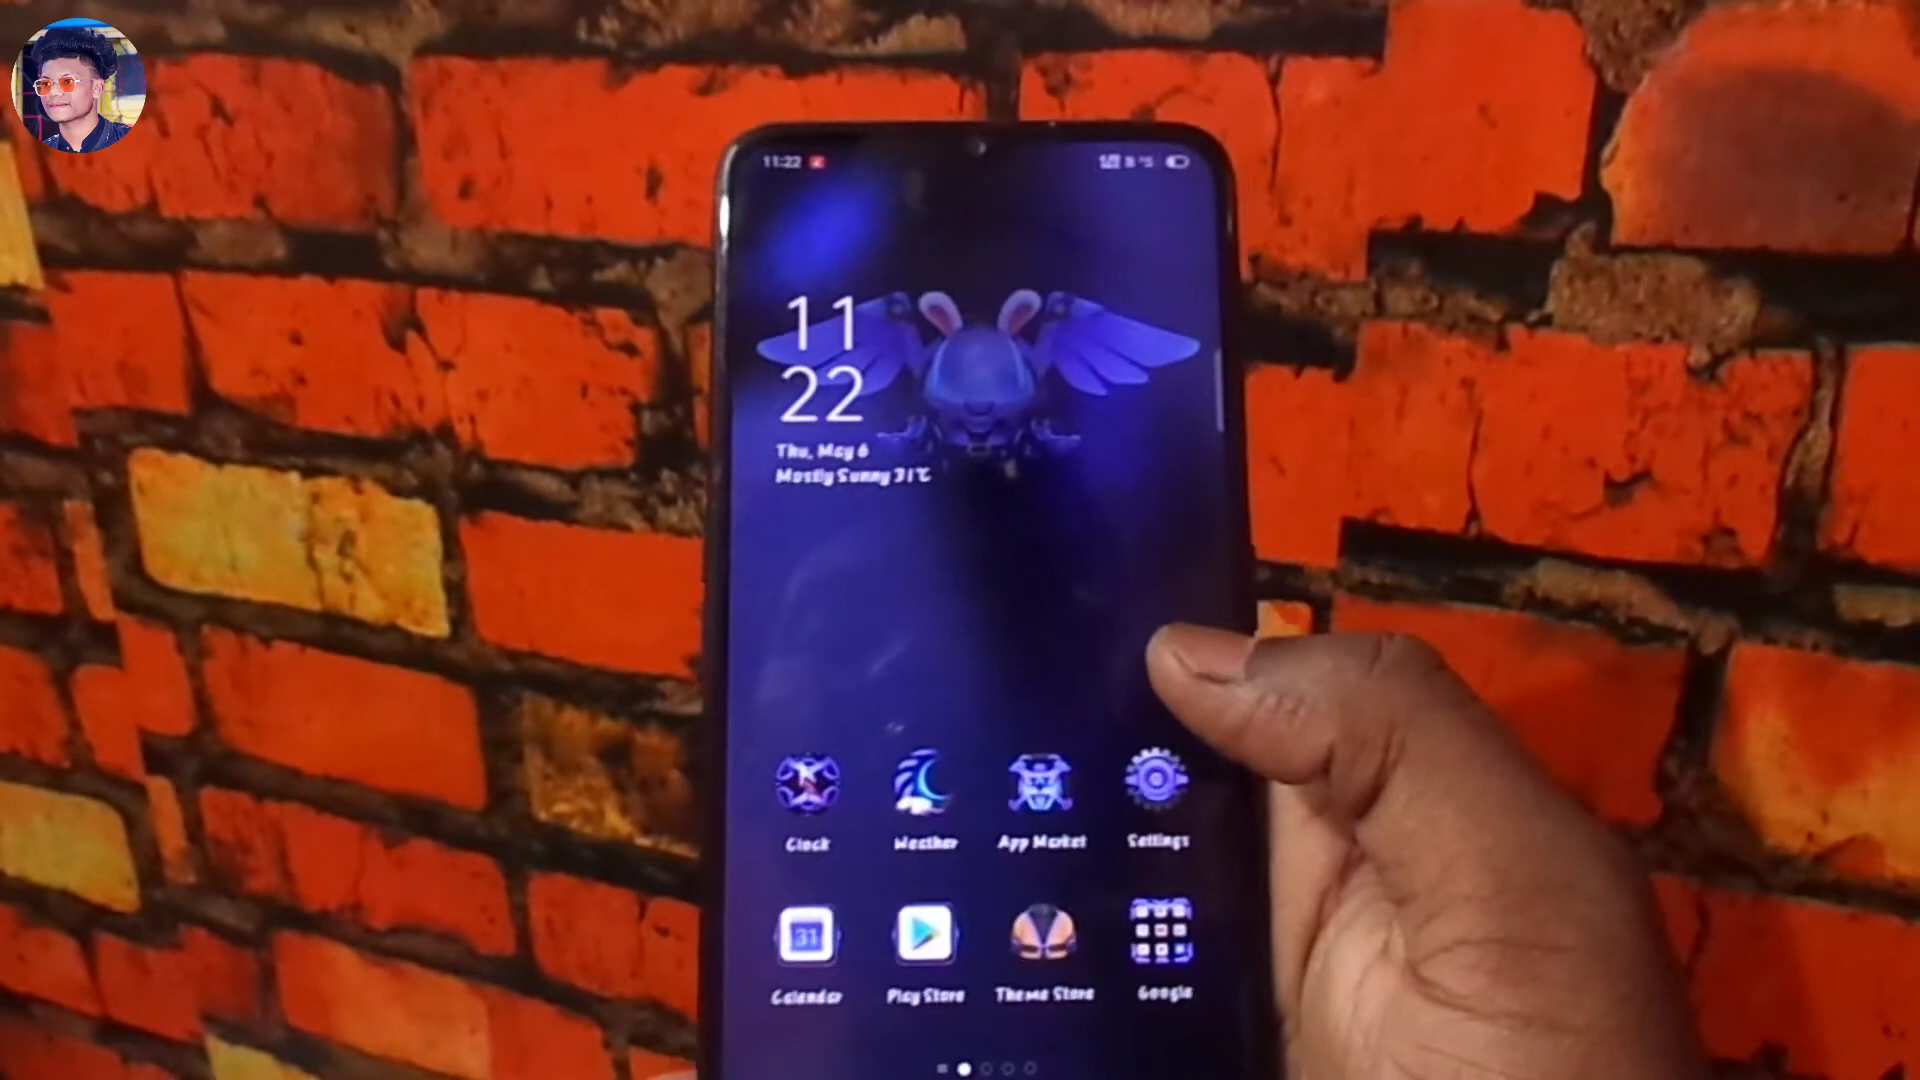 11:22
11
22
Thu, May 6
Mostly Sunny 31°C
Clock Weather App Market Settings
31
Calendar Play Store Theme Store Google